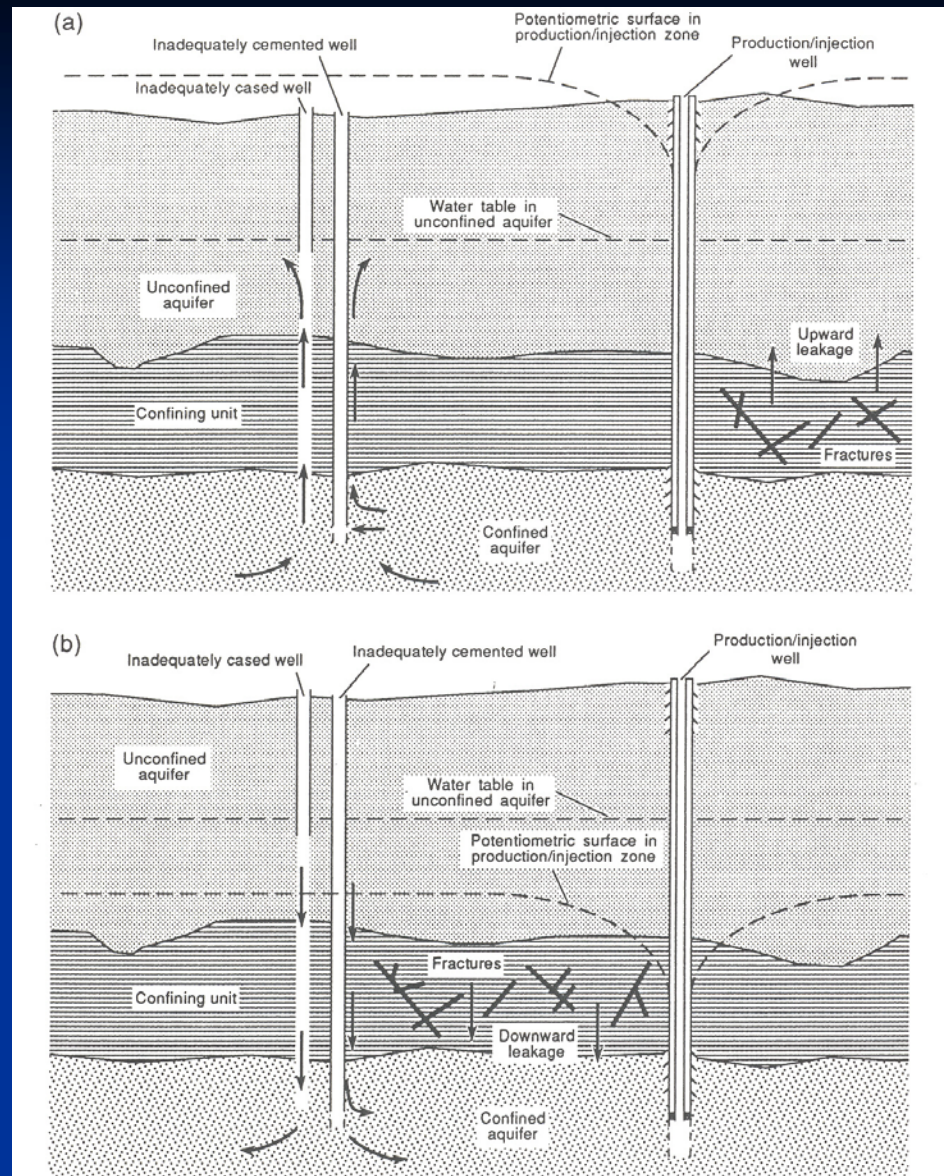 (a)
Inadequately cemented well
Inadequately cased well
Potentiometric surface in
production/injection zone
Production/injection
well
Water table in
unconfined aquifer
Unconfined
aquifer
Upward
leakage
Confining unit
Fractures
Confined
aquifer
(b)
Inadequately cased well
Inadequately cemented well
Production/injection
well
Unconfined
aquifer
Water table in
unconfined aquifer
Potentiometric surface in
production/injection zone
Fractures
Confining unit
Downward
leakage
Confined
aquifer